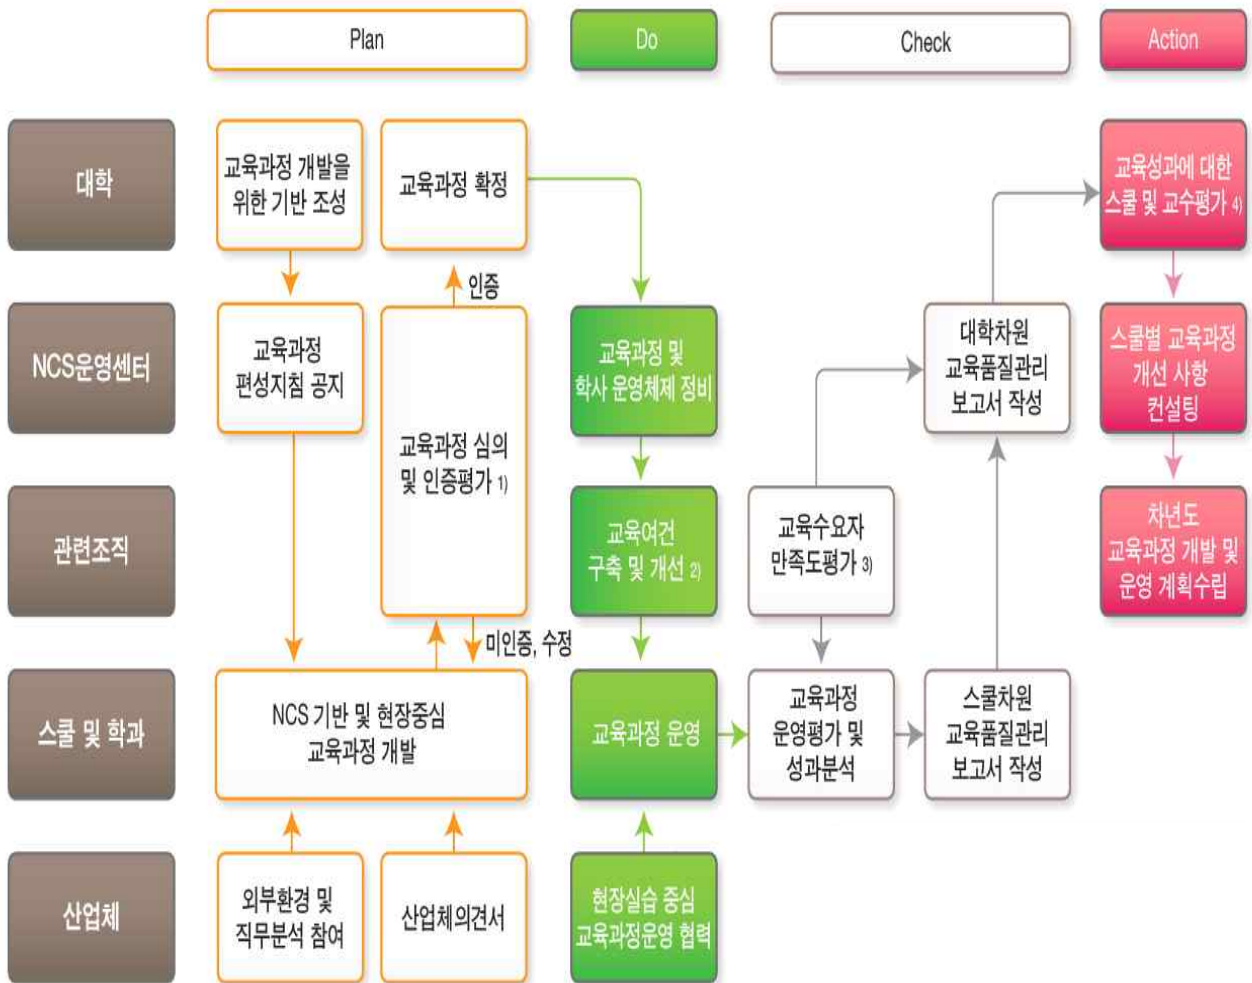 Plan
Do
Check
Action
대학
교육과정 개발을
위한 기반 조성
교육과정 확정
교육성과에 대한
스쿨 및 교수평가 4)
인증
NCS운영센터
교육과정
편성지침 공지
교육과정 심의
및 인증평가 1)
교육과정 및
학사 운영체제 정비
대학차원
교육품질관리
보고서 작성
스쿨별 교육과정
개선 사항
컨설팅
관련조직
교육여건
구축 및 개선 2)
교육수요자
만족도평가 3)
차년도
교육과정 개발 및
운영 계획수립
미인증, 수정
스쿨 및 학과
NCS 기반 및 현장중심
교육과정 개발
교육과정 운영
교육과정
운영평가 및
성과분석
스쿨차원
교육품질관리
보고서 작성
산업체
외부환경 및
직무분석 참여
산업체의견서
현장실습 중심
교육과정운영 협력